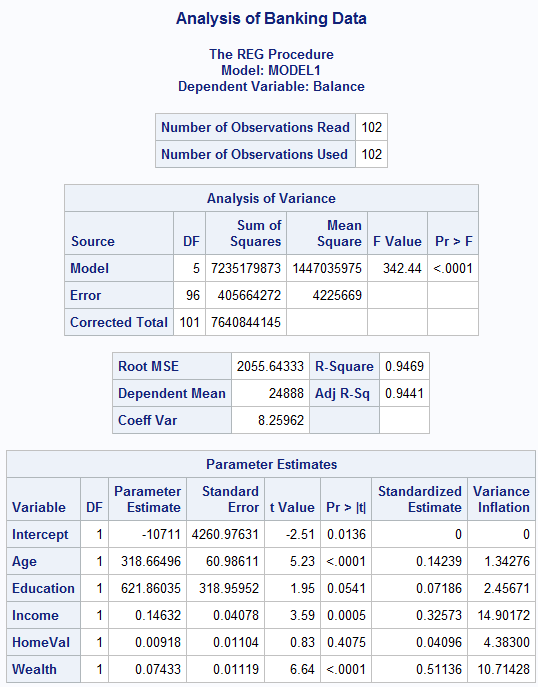 Analysis of Banking Data
The REG Procedure
Model: MODEL1
Dependent Variable: Balance
Number of Observations Read 102
Number of Observations Used 102
Analysis of Variance
Source DF Sum of Squares Mean Square F Value Pr > F
Model 5 7235179873 1447035975 342.44 <.0001
Error 96 405664272 4225669
Corrected Total 101 7640844145
Root MSE 2055.64333 R-Square 0.9469
Dependent Mean 24888 Adj R-Sq 0.9441
Coeff Var 8.25962
Parameter Estimates
Variable DF Parameter Estimate Standard Error t Value Pr > |t| Standardized Estimate Variance Inflation
Intercept 1 -10711 4260.97631 -2.51 0.0136 0 0
Age 1 318.66496 60.98611 5.23 <.0001 0.14239 1.34276
Education 1 621.86035 318.95952 1.95 0.0541 0.07186 2.45671
Income 1 0.14632 0.04078 3.59 0.0005 0.32573 14.90172
HomeVal 1 0.00918 0.01104 0.83 0.4075 0.04096 4.38300
Wealth 1 0.07433 0.01119 6.64 <.0001 0.51136 10.71428